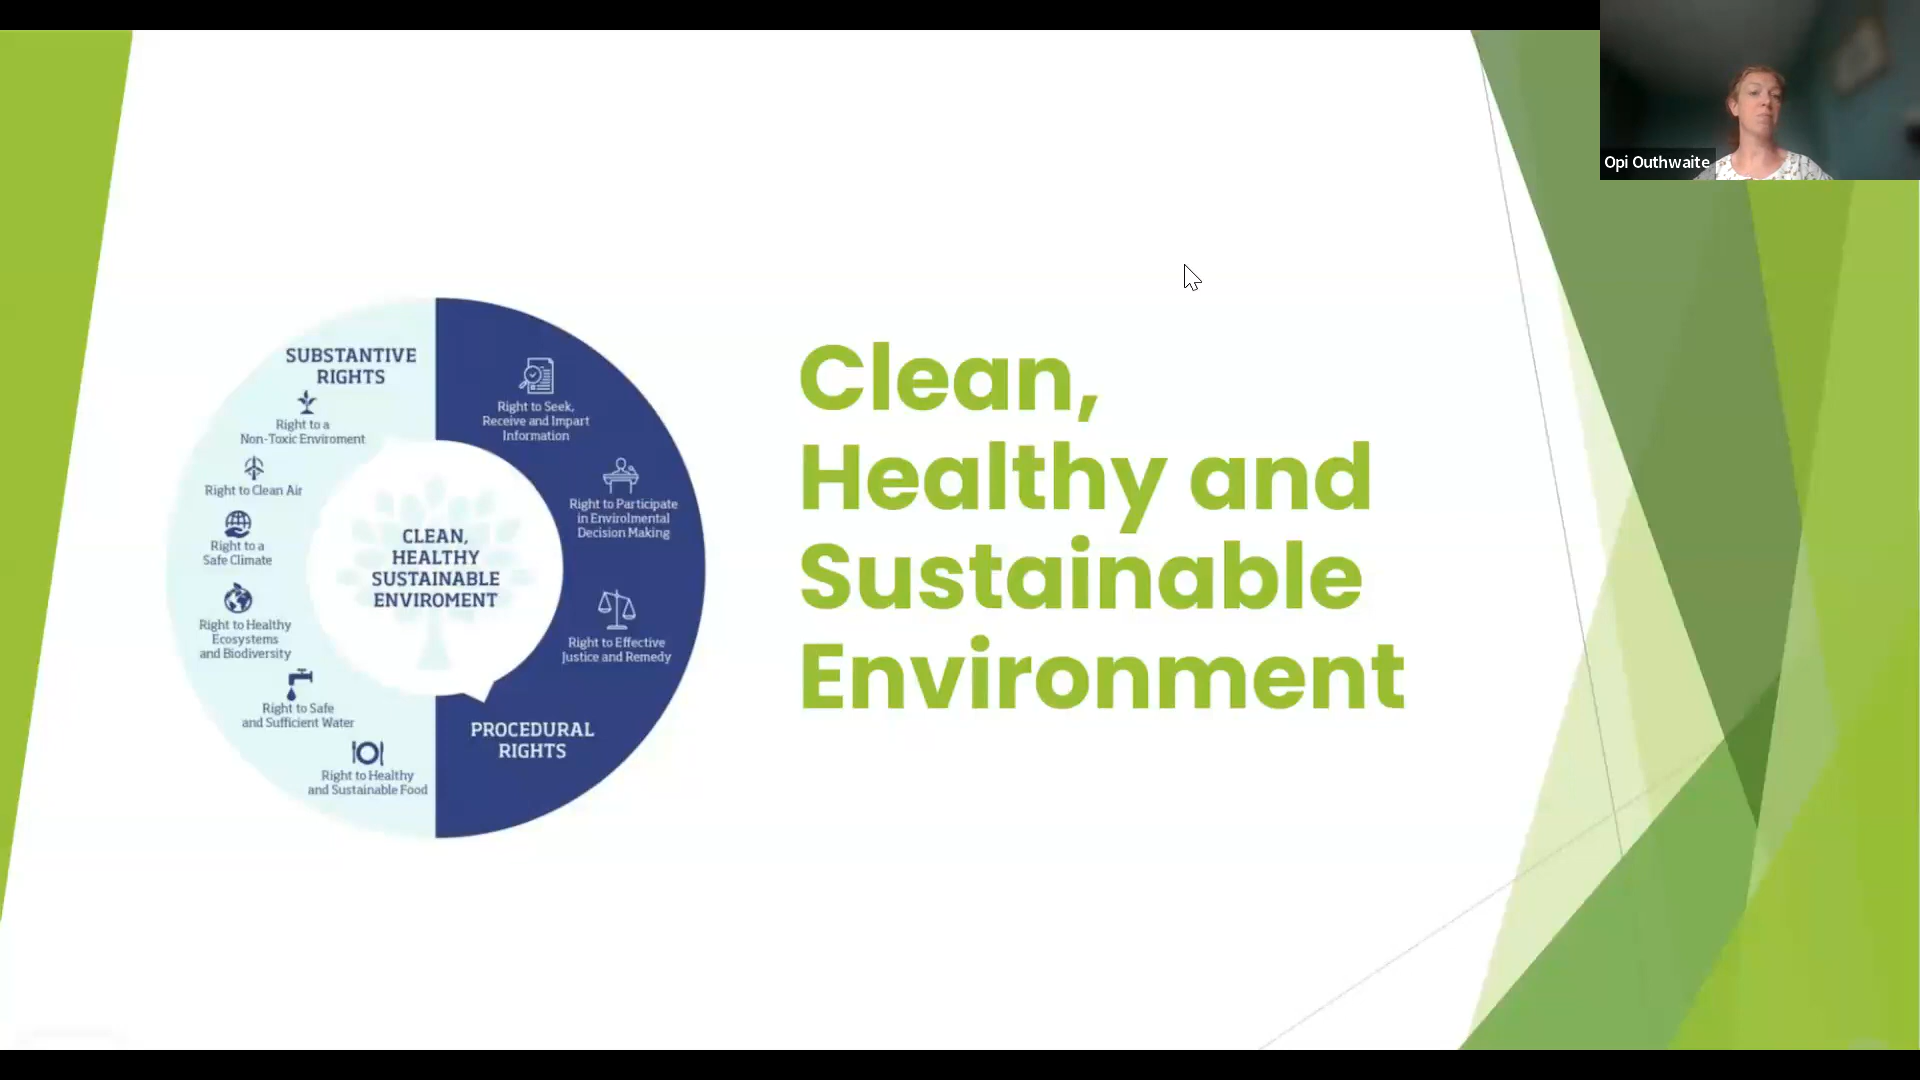 Opi Outhwaite
SUBSTANTIVE
RIGHTS
Right to a
Non-Toxic Enviroment
Right to Clean Air
Right to a
Safe Climate
Right to Healthy
Ecosystems
and Biodiversity
Right to Safe
and Sufficient Water
Right to Healthy
and Sustainable Food
CLEAN,
HEALTHY
SUSTAINABLE
ENVIROMENT
Right to Seek,
Receive and Impart
Information
Right to Participate
in Envirolmental
Decision Making
Right to Effective
Justice and Remedy
PROCEDURAL
RIGHTS
Clean,
Healthy and
Sustainable
Environment